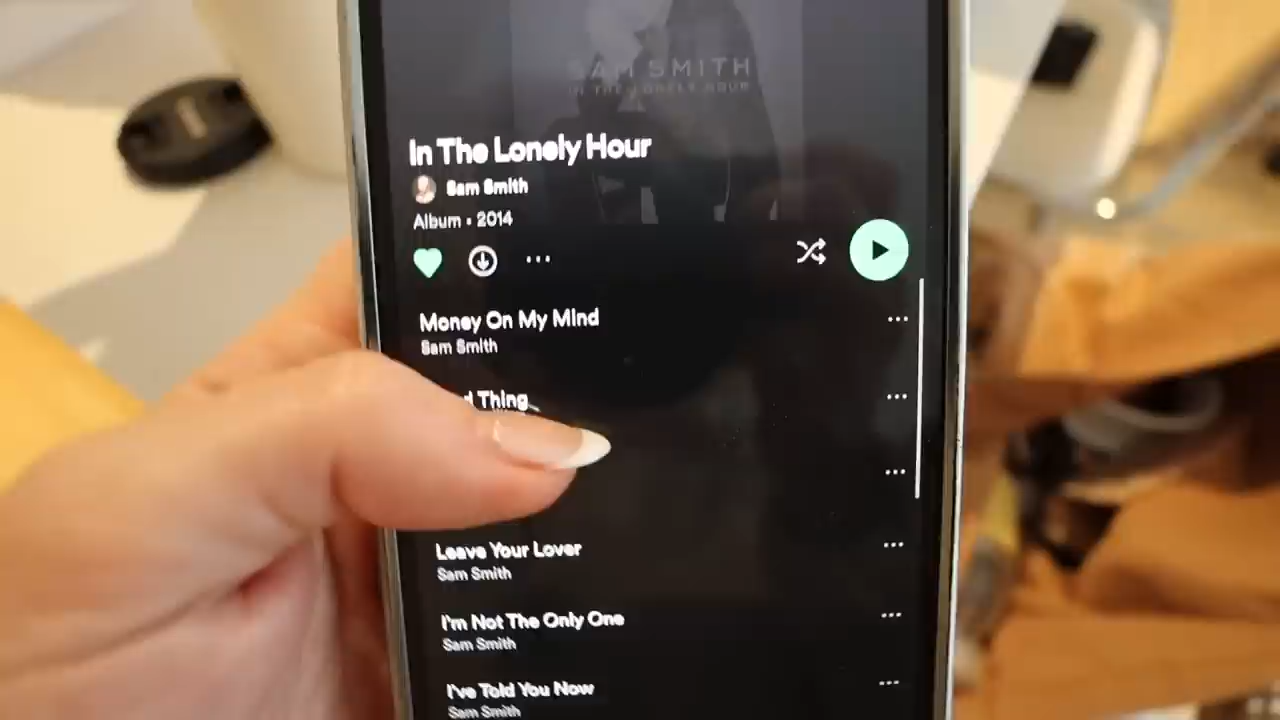 SAM SMITH
IN THE LONELY HOUR
In The Lonely Hour
Sam Smith
Album • 2014
Money On My Mind
Sam Smith
Thing
Leave Your Lover
Sam Smith
I'm Not The Only One
Sam Smith
I've Told You Now
Sam Smith